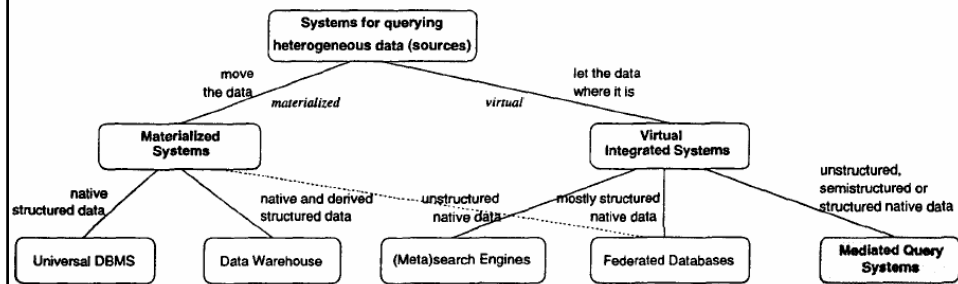 Systems for querying
heterogeneous data (sources)
move
the data
materialized
virtual
let the data
where it is
Materialized
Systems
Virtual
Integrated Systems
native
structured data
native and derived
structured data
unstructured
native data
mostly structured
native data
unstructured,
semistructured or
structured native data
Universal DBMS
Data Warehouse
(Meta)search Engines
Federated Databases
Mediated Query
Systems